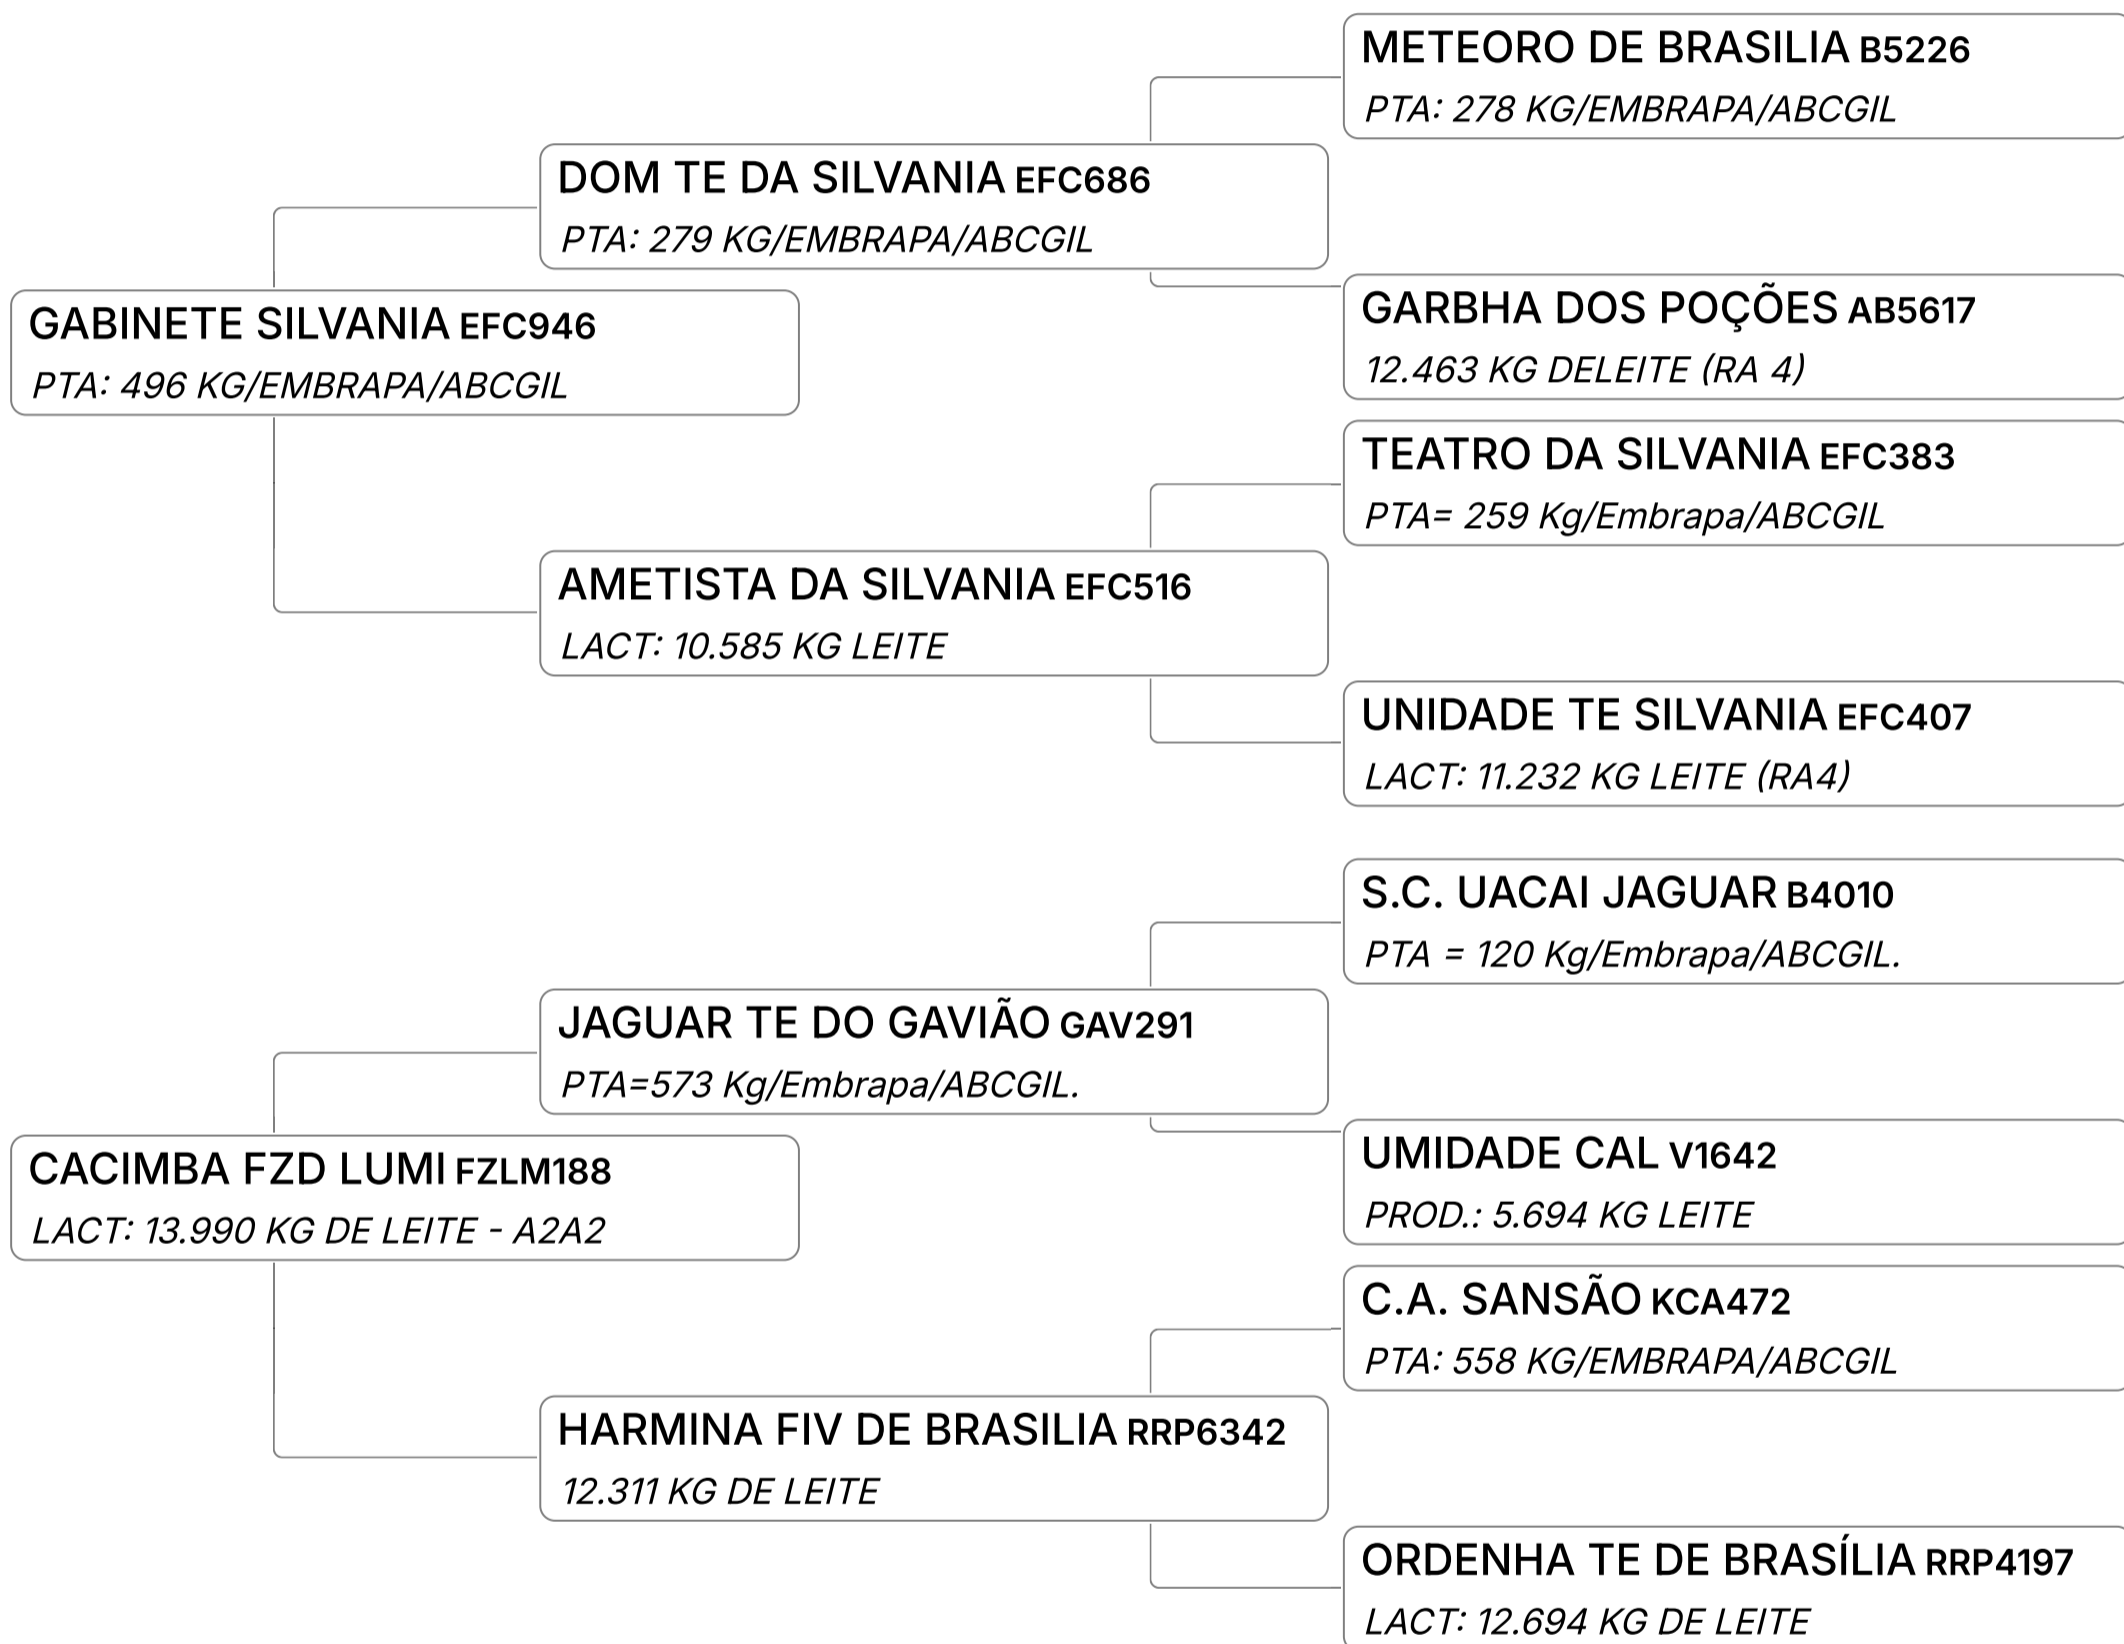 METEORO DE BRASILIA B5226
PTA: 278 KG/EMBRAPA/ABCGIL
DOM TE DA SILVANIA EFC686
PTA: 279 KG/EMBRAPA/ABCGIL
GARBHA DOS POÇÕES AB5617
12.463 KG DELEITE (RA 4)
GABINETE SILVANIA EFC946
PTA: 496 KG/EMBRAPA/ABCGIL
TEATRO DA SILVANIA EFC383
PTA= 259 Kg/Embrapa/ABCGIL
AMETISTA DA SILVANIA EFC516
LACT: 10.585 KG LEITE
UNIDADE TE SILVANIA EFC407
LACT: 11.232 KG LEITE (RA4)
S.C. UACAI JAGUAR B4010
PTA = 120 Kg/Embrapa/ABCGIL.
JAGUAR TE DO GAVIÃO GAV291
PTA=573 Kg/Embrapa/ABCGIL.
UMIDADE CAL V1642
PROD.: 5.694 KG LEITE
CACIMBA FZD LUMI FZLM188
LACT: 13.990 KG DE LEITE - A2A2
C.A. SANSÃO KCA472
PTA: 558 KG/EMBRAPA/ABCGIL
HARMINA FIV DE BRASILIA RRP6342
12.311 KG DE LEITE
ORDENHA TE DE BRASÍLIA RRP4197
LACT: 12.694 KG DE LEITE